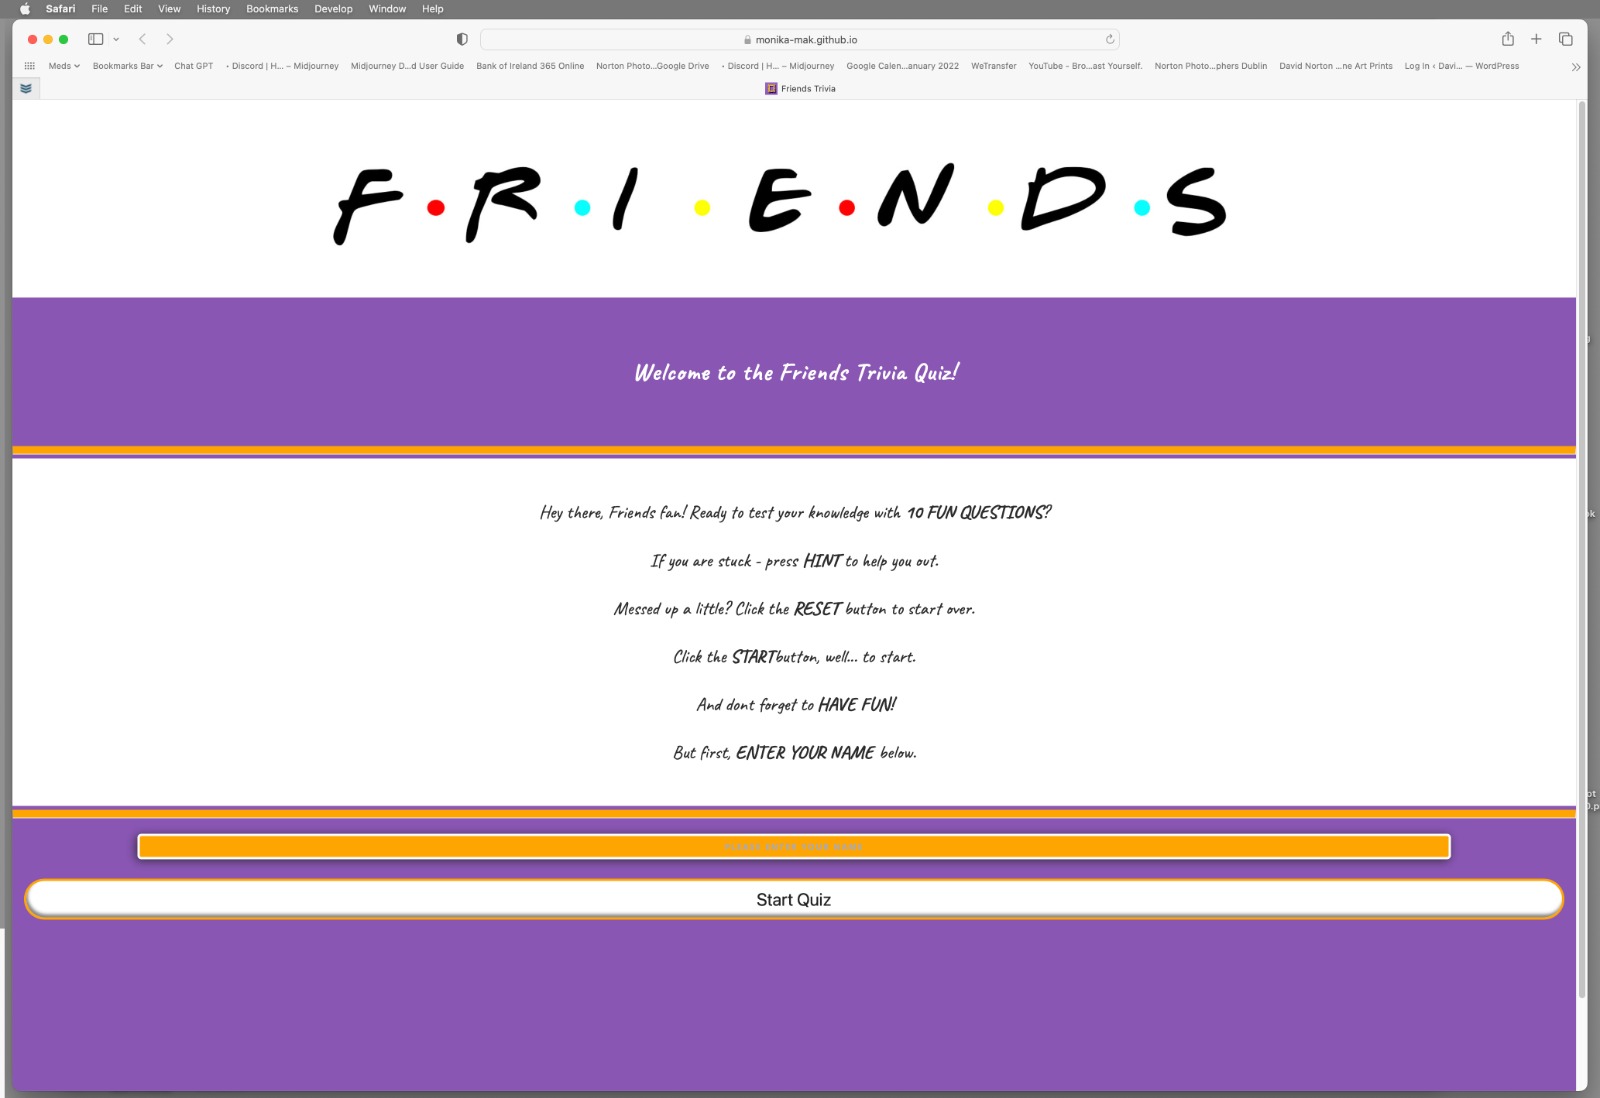 Safari File Edit View History Bookmarks Develop Window Help
monika-mak.github.io
Meds Bookmarks Bar Chat GPT • Discord | H... – Midjourney Midjourney D...d User Guide Bank of Ireland 365 Online Norton Photo...Google Drive • Discord | H... – Midjourney Google Calen...anuary 2022 WeTransfer YouTube - Bro...ast Yourself. Norton Photo...phers Dublin David Norton ...ne Art Prints Log In ‹ Davi... — WordPress
Friends Trivia
F•R•I•E•N•D•S
Welcome to the Friends Trivia Quiz!
Hey there, Friends fan! Ready to test your knowledge with 10 FUN QUESTIONS?
If you are stuck - press HINT to help you out.
Messed up a little? Click the RESET button to start over.
Click the STARTbutton, well... to start.
And dont forget to HAVE FUN!
But first, ENTER YOUR NAME below.
PLEASE ENTER YOUR NAME
Start Quiz